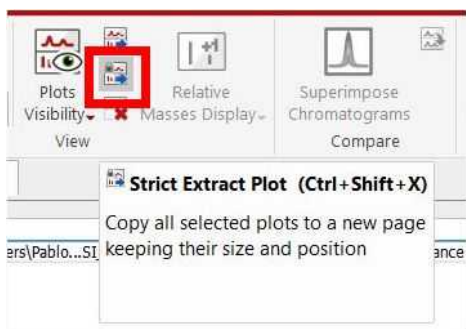 Plots
Visibility
Relative
Masses Display
Superimpose
Chromatograms
View
Compare
Strict Extract Plot (Ctrl+Shift+X)
Copy all selected plots to a new page
keeping their size and position
ers\Pablo...SI
ance